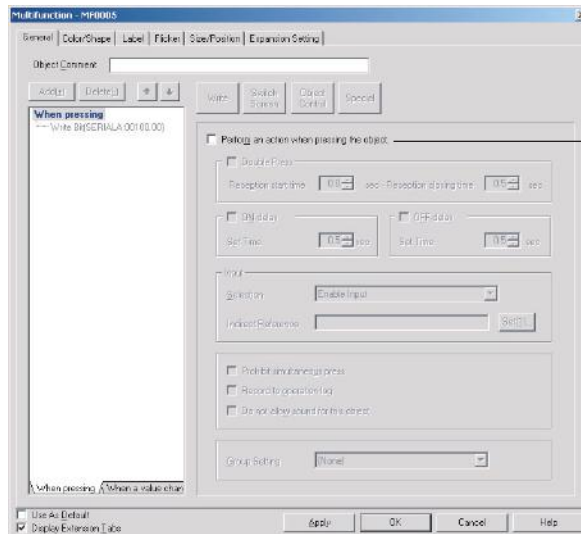 Multifunction - MF0005
General Color/Shape Label Flicker Size/Position Expansion Setting
Object Comment
Add(a) Delete(d)
Write Switch Screen Object Control Special
When pressing
Write Bit(SERIALA:00100.00)
Perform an action when pressing the object.
Double Press
Reception start time 0.0 sec - Reception closing time 0.5 sec
ON delay OFF delay
Set Time 0.5 sec Set Time 0.5 sec
Input
Selection Enable Input
Indirect Reference
Prohibit simultaneous press
Record to operation log
Do not allow sound for this object
Group Setting (None)
When pressing When a value chan
Use As Default
Display Extension Tabs
Apply OK Cancel Help